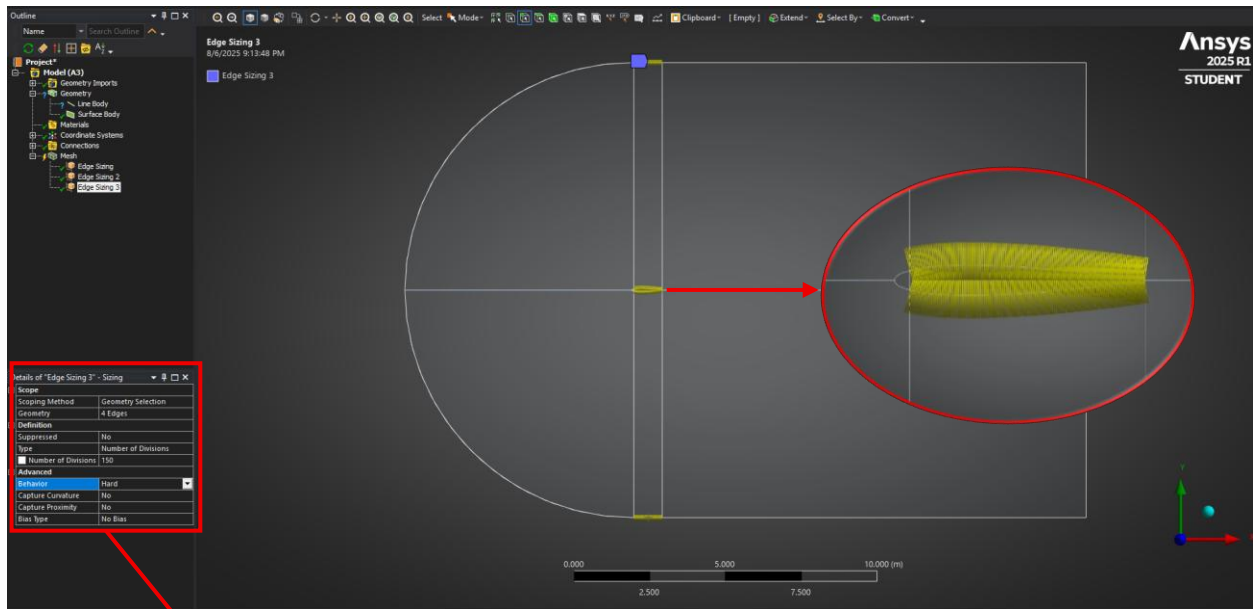 Outline
Name
Search Outline
Project*
Model (A3)
Geometry Imports
Geometry
Line Body
Surface Body
Materials
Coordinate Systems
Connections
Mesh
Edge Sizing
Edge Sizing 2
Edge Sizing 3
Select Mode Clipboard [ Empty ] Extend Select By Convert
Edge Sizing 3
8/6/2025 9:13:48 PM
Edge Sizing 3
Ansys
2025 R1
STUDENT
Details of "Edge Sizing 3" - Sizing
Scope
Scoping Method Geometry Selection
Geometry 4 Edges
Definition
Suppressed No
Type Number of Divisions
Number of Divisions 150
Advanced
Behavior Hard
Capture Curvature No
Capture Proximity No
Bias Type No Bias
0.000 5.000 10.000 (m)
2.500 7.500
Y